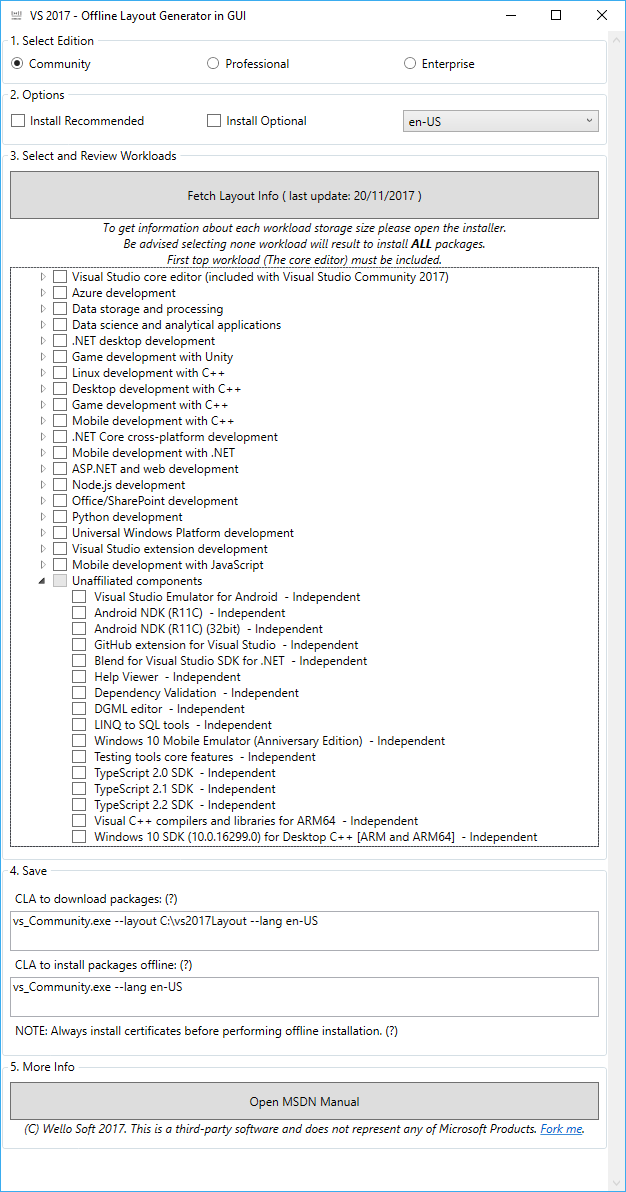 VS 2017 - Offline Layout Generator in GUI
1. Select Edition
Community
Professional
Enterprise
2. Options
Install Recommended
Install Optional
en-US
3. Select and Review Workloads
Fetch Layout Info ( last update: 20/11/2017 )
To get information about each workload storage size please open the installer.
Be advised selecting none workload will result to install ALL packages.
First top workload (The core editor) must be included.
Visual Studio core editor (included with Visual Studio Community 2017)
Azure development
Data storage and processing
Data science and analytical applications
.NET desktop development
Game development with Unity
Linux development with C++
Desktop development with C++
Game development with C++
Mobile development with C++
.NET Core cross-platform development
Mobile development with .NET
ASP.NET and web development
Node.js development
Office/SharePoint development
Python development
Universal Windows Platform development
Visual Studio extension development
Mobile development with JavaScript
Unaffiliated components
Visual Studio Emulator for Android - Independent
Android NDK (R11C) - Independent
Android NDK (R11C) (32bit) - Independent
GitHub extension for Visual Studio - Independent
Blend for Visual Studio SDK for .NET - Independent
Help Viewer - Independent
Dependency Validation - Independent
DGML editor - Independent
LINQ to SQL tools - Independent
Windows 10 Mobile Emulator (Anniversary Edition) - Independent
Testing tools core features - Independent
TypeScript 2.0 SDK - Independent
TypeScript 2.1 SDK - Independent
TypeScript 2.2 SDK - Independent
Visual C++ compilers and libraries for ARM64 - Independent
Windows 10 SDK (10.0.16299.0) for Desktop C++ [ARM and ARM64] - Independent
4. Save
CLA to download packages: (?)
vs_Community.exe --layout C:\vs2017Layout --lang en-US
CLA to install packages offline: (?)
vs_Community.exe --lang en-US
NOTE: Always install certificates before performing offline installation. (?)
5. More Info
Open MSDN Manual
(C) Wello Soft 2017. This is a third-party software and does not represent any of Microsoft Products. Fork me.